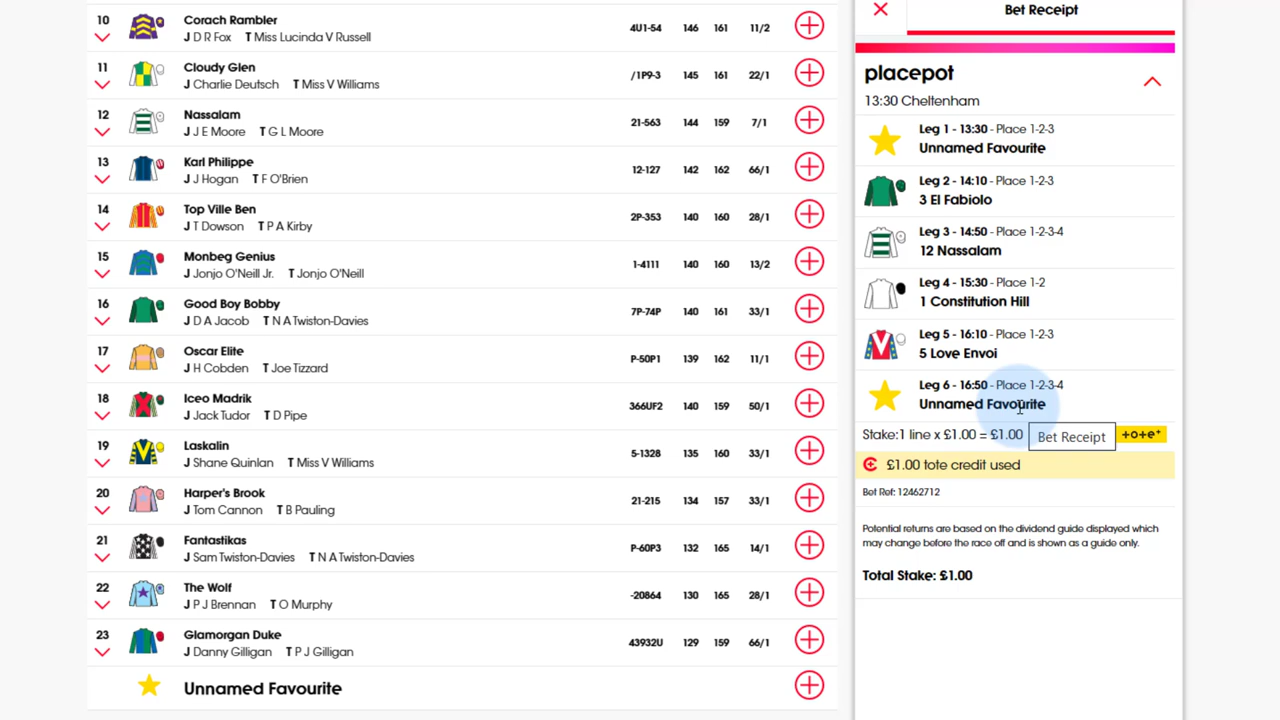 10 Corach Rambler 4U1-54 146 161 11/2
J D R Fox T Miss Lucinda V Russell
11 Cloudy Glen /1P9-3 145 161 22/1
J Charlie Deutsch T Miss V Williams
12 Nassalam 21-563 144 159 7/1
J J E Moore T G L Moore
13 Karl Philippe 12-127 142 162 66/1
J J Hogan T F O'Brien
14 Top Ville Ben 2P-353 140 160 28/1
J T Dowson T P A Kirby
15 Monbeg Genius 1-4111 140 160 13/2
J Jonjo O'Neill Jr. T Jonjo O'Neill
16 Good Boy Bobby 7P-74P 140 161 33/1
J D A Jacob T N A Twiston-Davies
17 Oscar Elite P-50P1 139 162 11/1
J H Cobden T Joe Tizzard
18 Iceo Madrik 366UF2 140 159 50/1
J Jack Tudor T D Pipe
19 Laskalin 5-1328 135 160 33/1
J Shane Quinlan T Miss V Williams
20 Harper's Brook 21-215 134 157 33/1
J Tom Cannon T B Pauling
21 Fantastikas P-60P3 132 165 14/1
J Sam Twiston-Davies T N A Twiston-Davies
22 The Wolf -20864 130 165 28/1
J P J Brennan T O Murphy
23 Glamorgan Duke 43932U 129 159 66/1
J Danny Gilligan T P J Gilligan
Unnamed Favourite
Bet Receipt
placepot
13:30 Cheltenham
Leg 1 - 13:30 - Place 1-2-3
Unnamed Favourite
Leg 2 - 14:10 - Place 1-2-3
3 El Fabiolo
Leg 3 - 14:50 - Place 1-2-3-4
12 Nassalam
Leg 4 - 15:30 - Place 1-2
1 Constitution Hill
Leg 5 - 16:10 - Place 1-2-3
5 Love Envoi
Leg 6 - 16:50 - Place 1-2-3-4
Unnamed Favourite
Stake:1 line x £1.00 = £1.00 Bet Receipt +o+e+
£1.00 tote credit used
Bet Ref: 12462712
Potential returns are based on the dividend guide displayed which
may change before the race off and is shown as a guide only.
Total Stake: £1.00